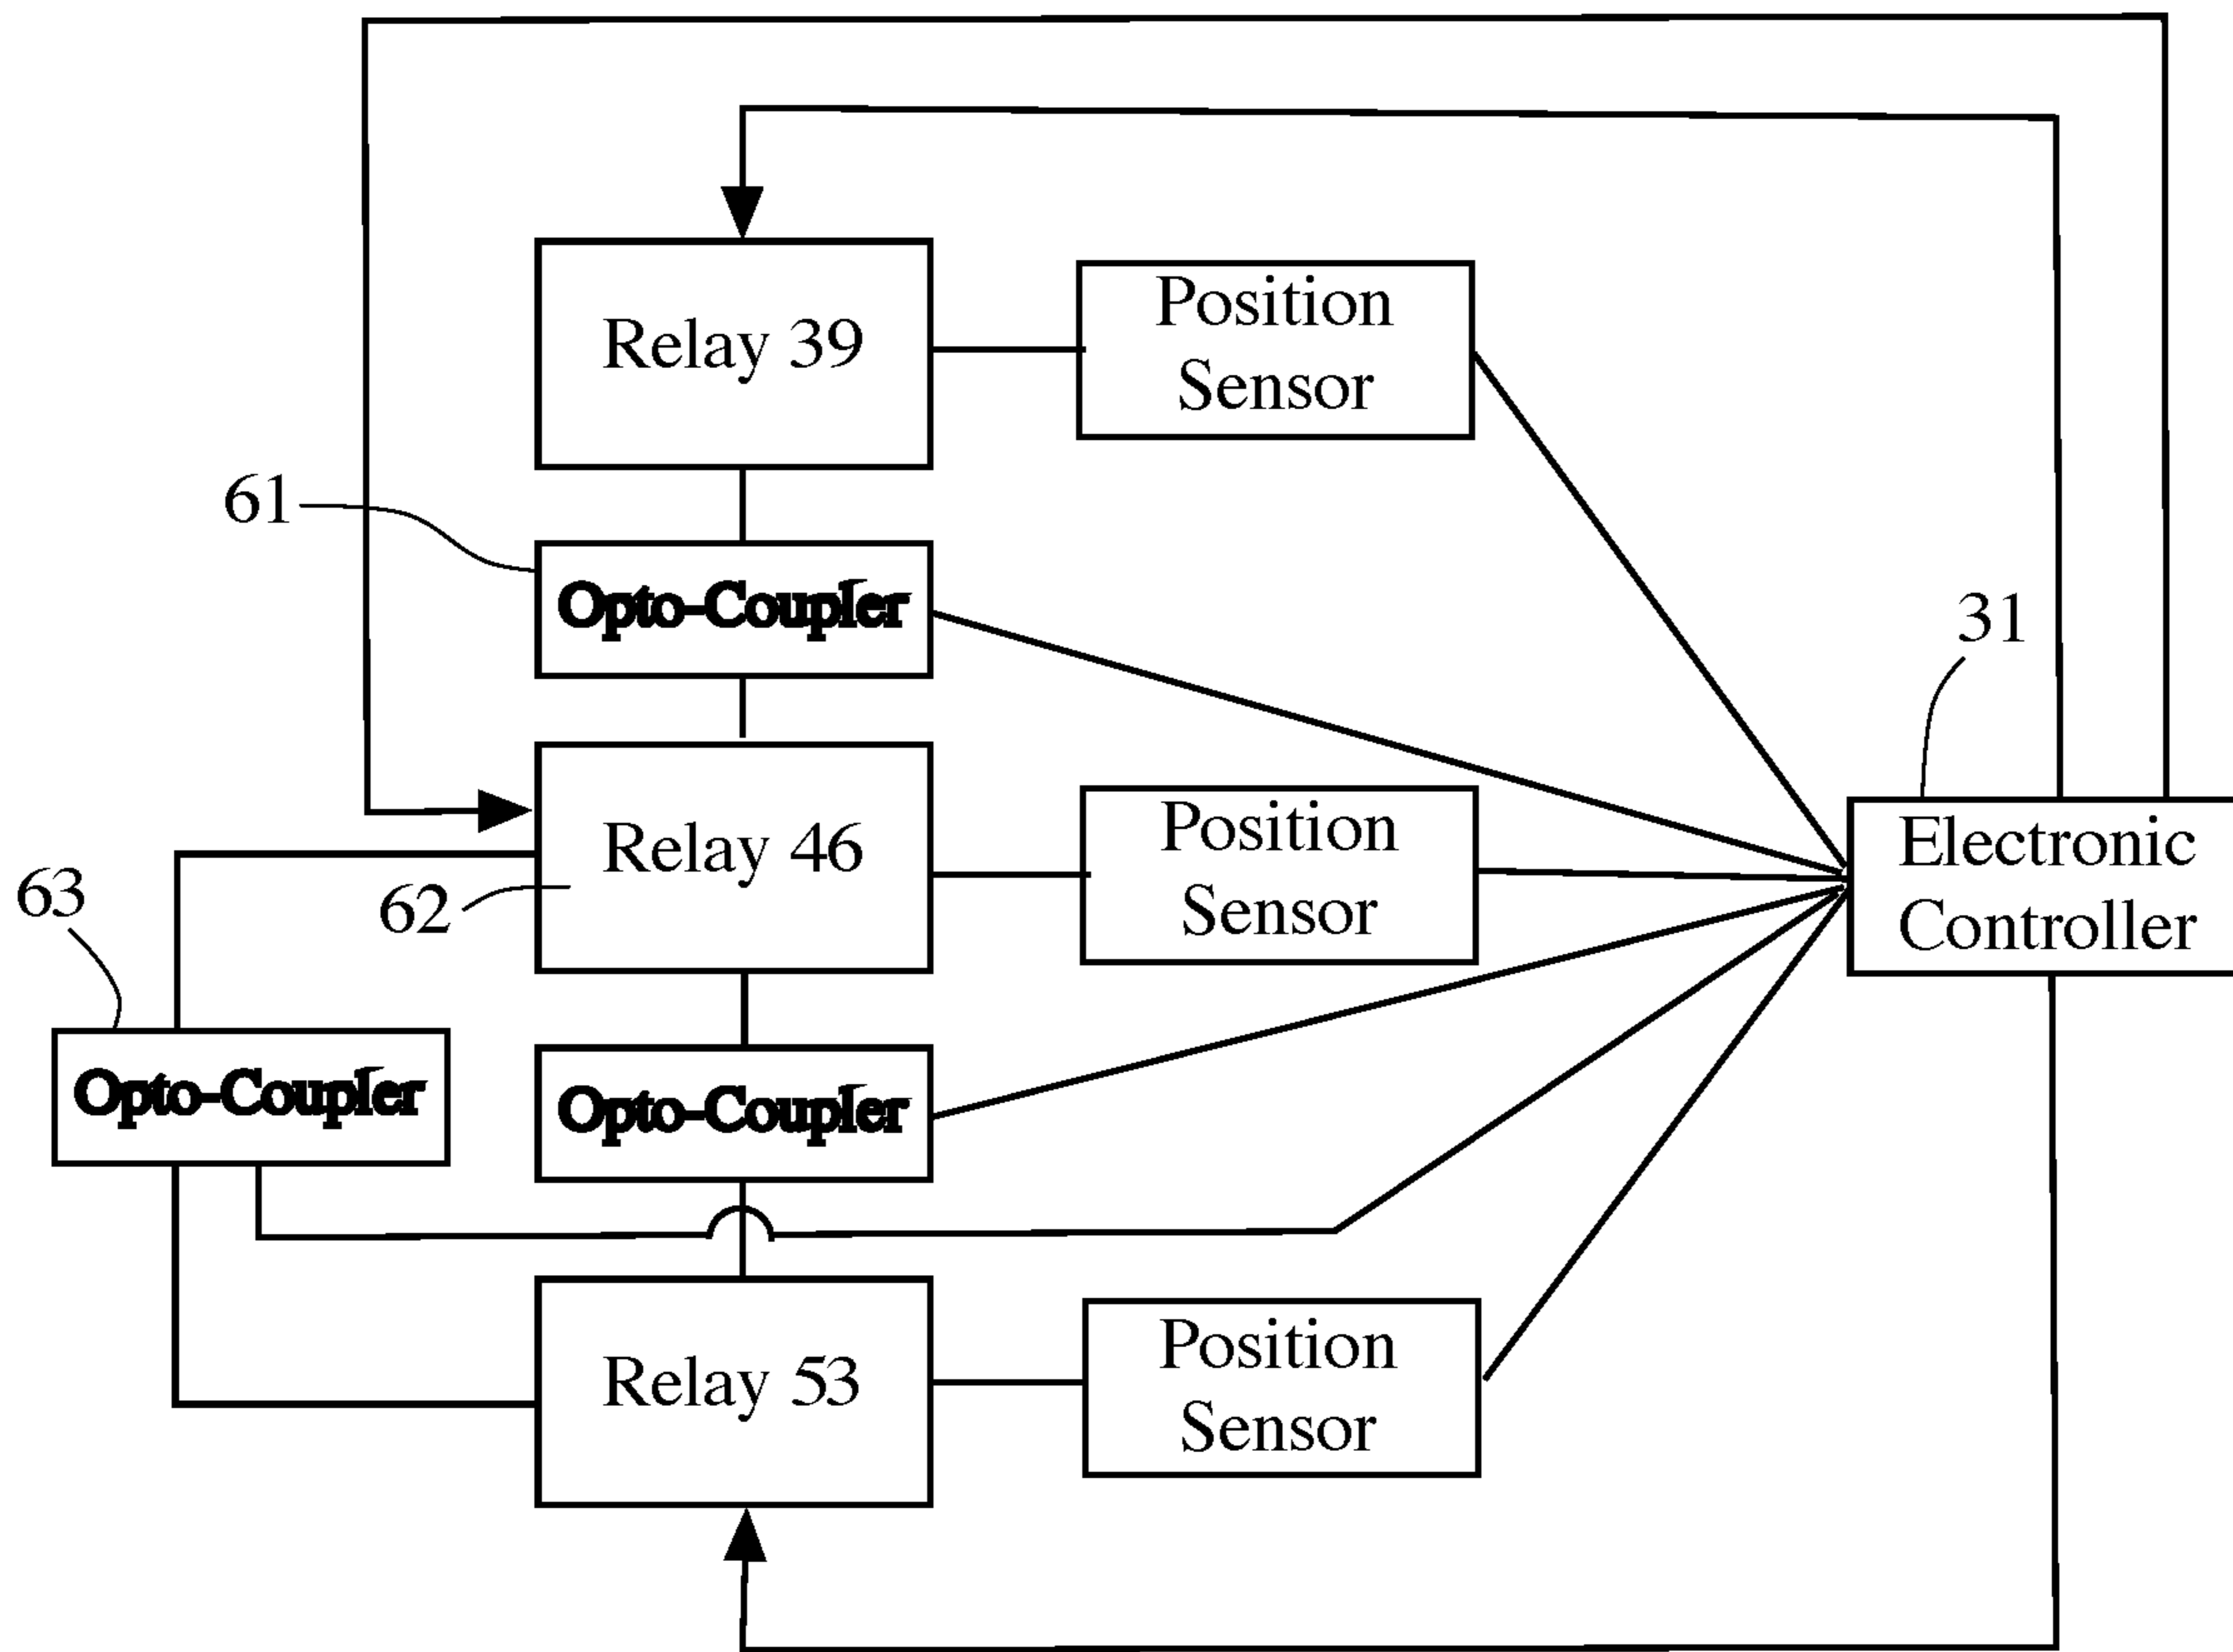 Relay 39
Position
Sensor
61
Opto-Coupler
31
Relay 46
62
Position
Sensor
Electronic
Controller
63
Opto-Coupler
Opto-Coupler
Relay 53
Position
Sensor